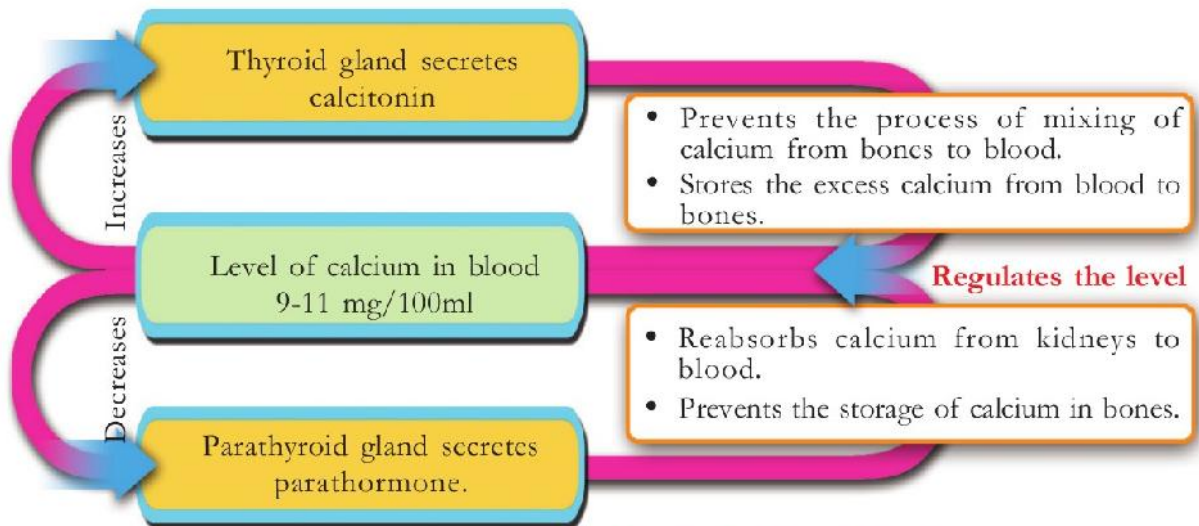 Thyroid gland secretes
calcitonin
Increases
• Prevents the process of mixing of
calcium from bones to blood.
• Stores the excess calcium from blood to
bones.
Level of calcium in blood
9-11 mg/100ml
Regulates the level
Decreases
• Reabsorbs calcium from kidneys to
blood.
• Prevents the storage of calcium in bones.
Parathyroid gland secretes
parathormone.